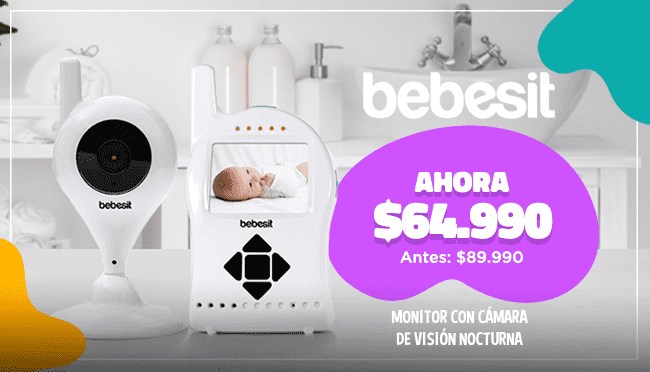 bebesit
AHORA
$64.990
Antes: $89.990
MONITOR CON CÁMARA
DE VISIÓN NOCTURNA
bebesit
bebesit